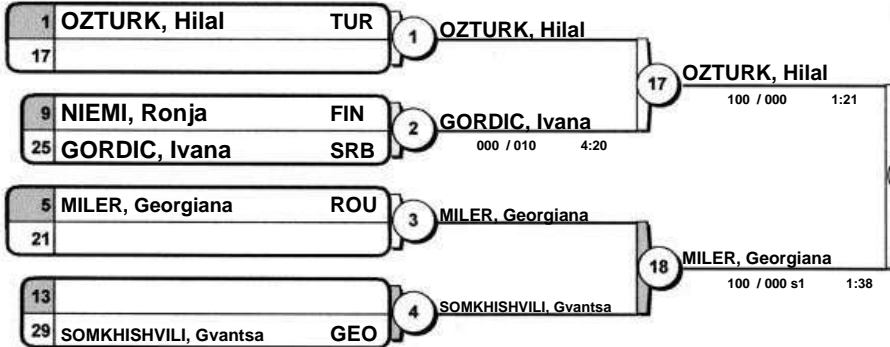 1 OZTURK, Hilal TUR
17
1
OZTURK, Hilal
9 NIEMI, Ronja FIN
25 GORDIC, Ivana SRB
2
GORDIC, Ivana
000 / 010 4:20
17
OZTURK, Hilal
100 / 000 1:21
5 MILER, Georgiana ROU
21
3
MILER, Georgiana
13
29 SOMKHISHVILI, Gvantsa GEO
4
SOMKHISHVILI, Gvantsa
18
MILER, Georgiana
100 / 000 s1 1:38